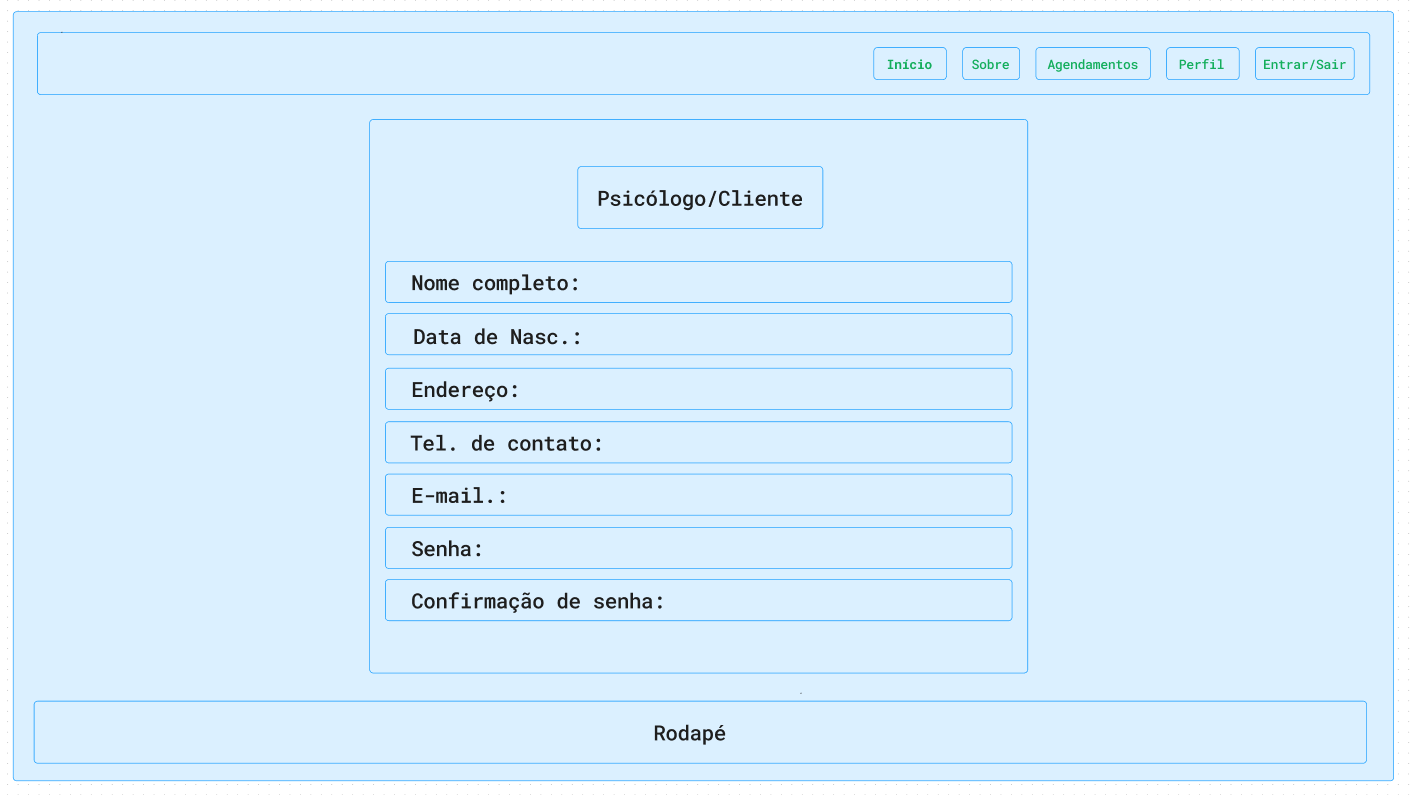 Início Sobre Agendamentos Perfil Entrar/Sair
Psicólogo/Cliente
Nome completo:
Data de Nasc.:
Endereço:
Tel. de contato:
E-mail.:
Senha:
Confirmação de senha:
Rodapé